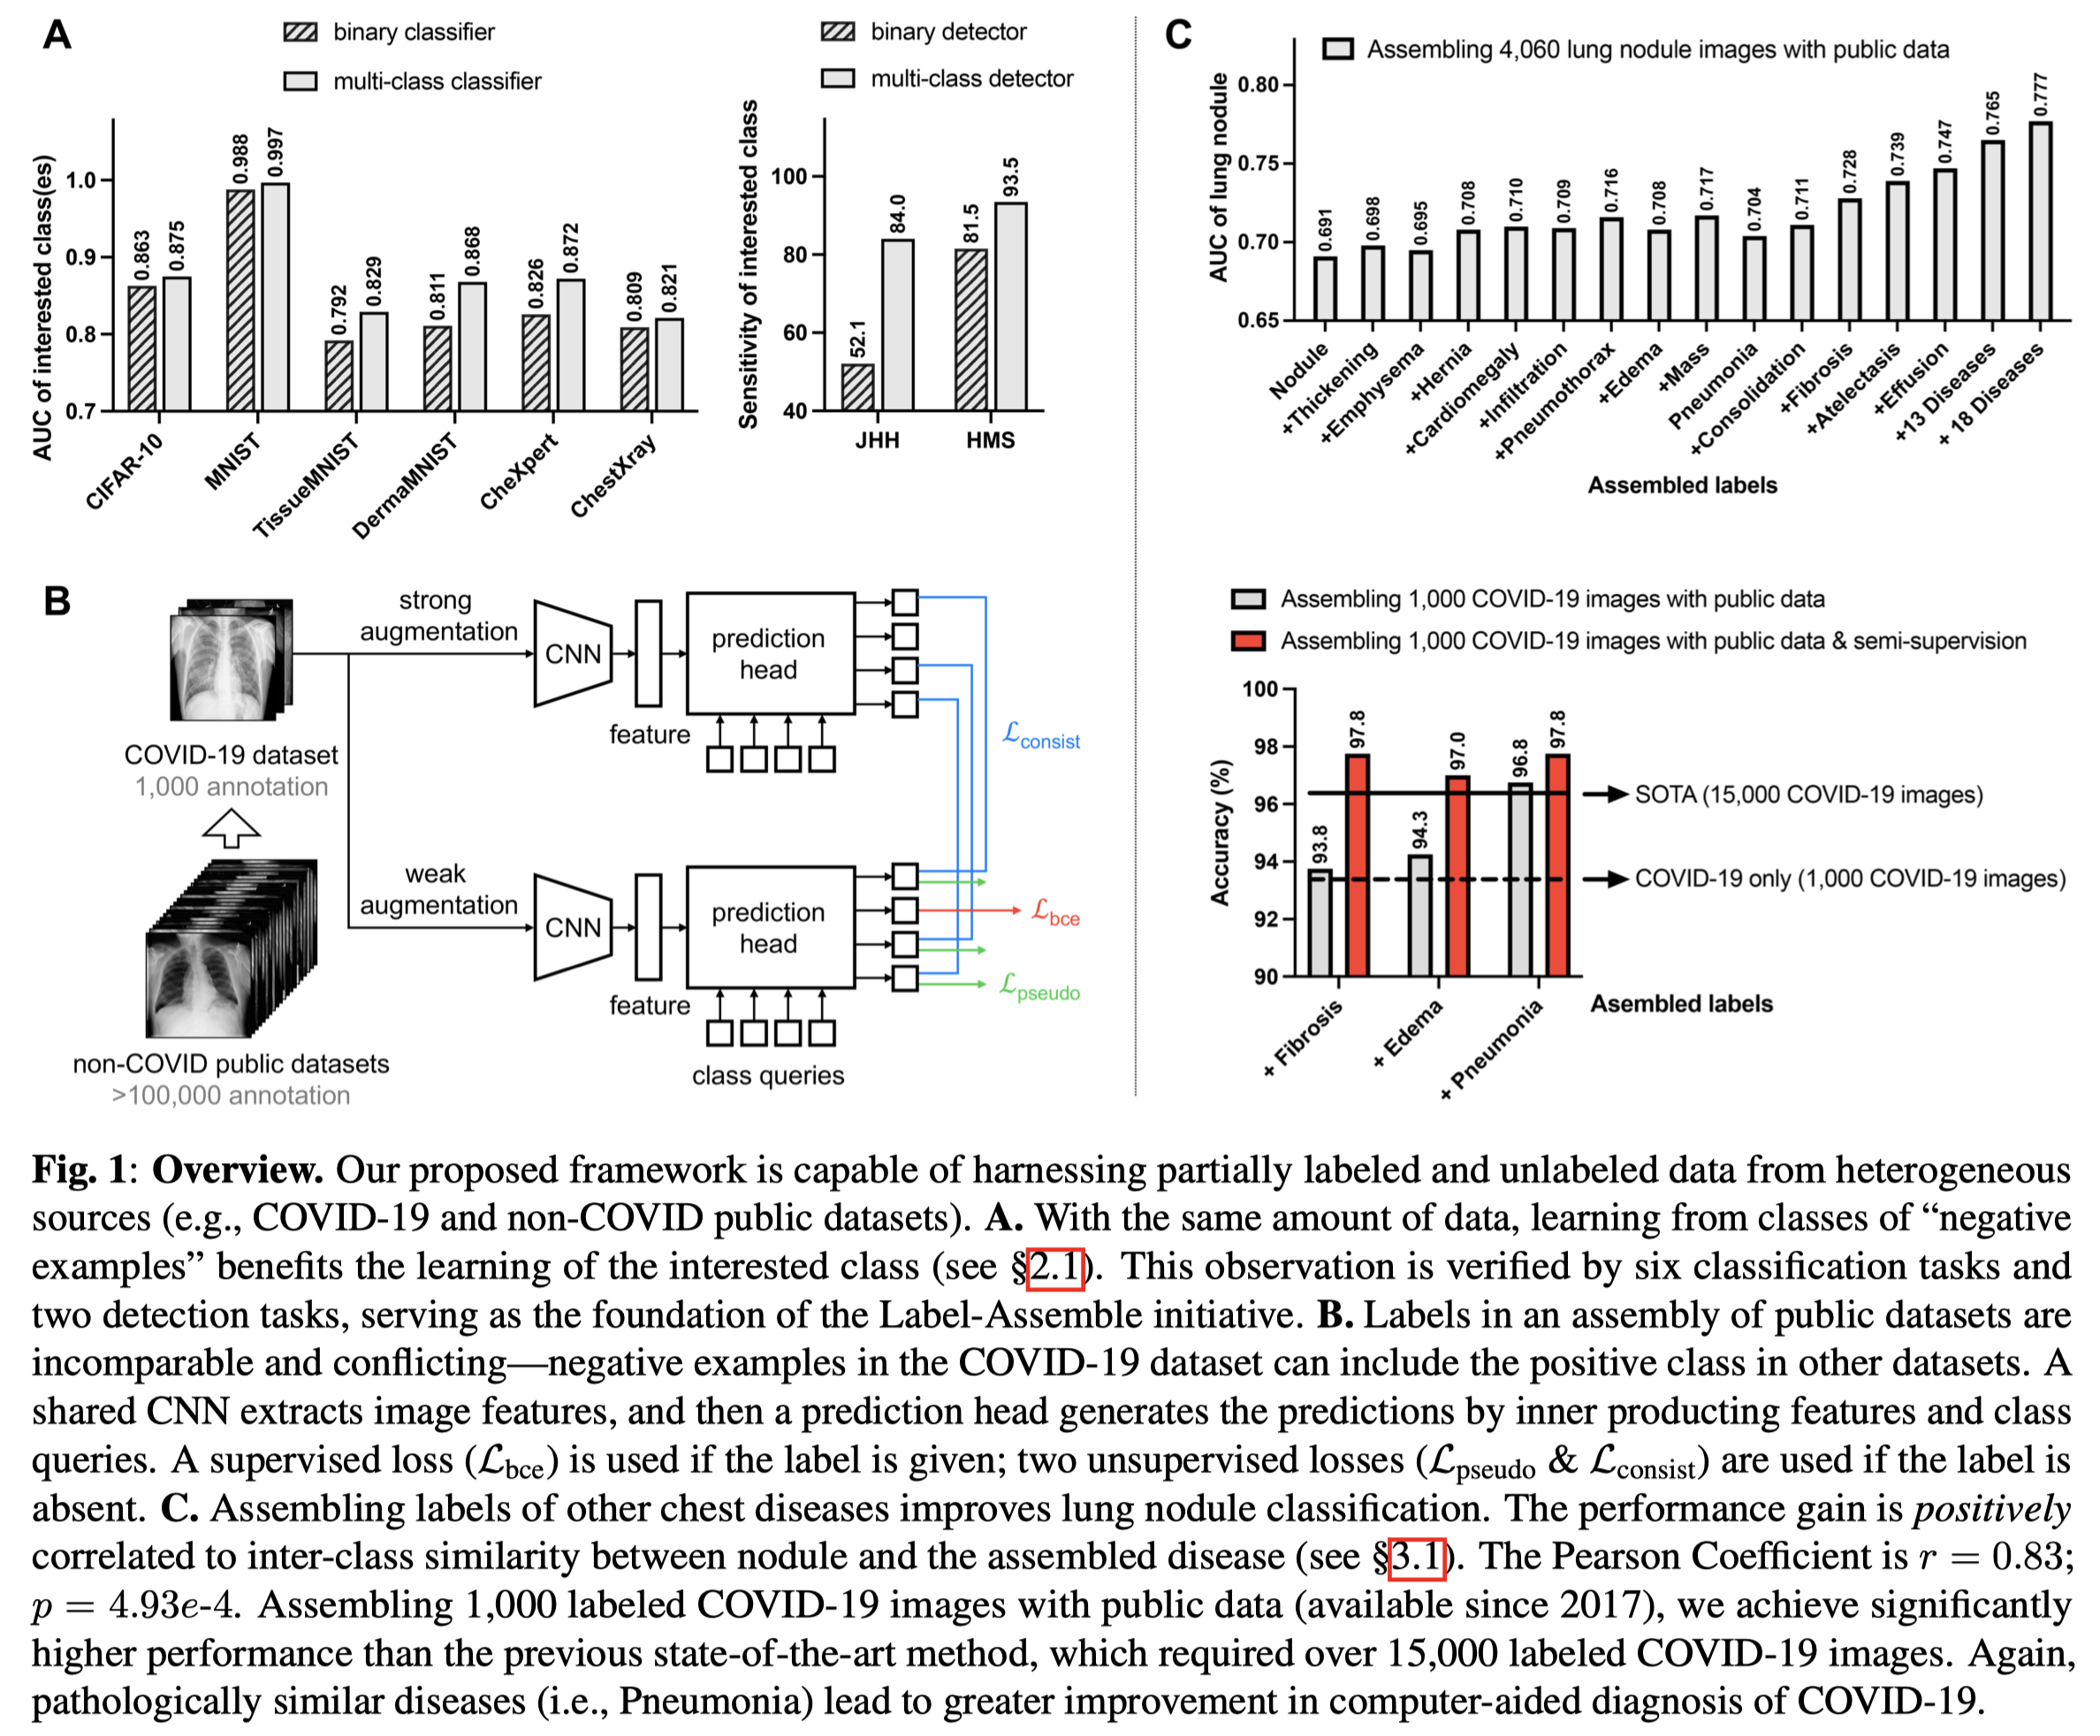 A
binary classifier
multi-class classifier
AUC of interested class(es)
1.0
0.9
0.8
0.7
0.863
0.875
0.988
0.997
0.792
0.829
0.811
0.868
0.826
0.872
0.809
0.821
CIFAR-10
MNIST
TissueMNIST
DermaMNIST
CheXpert
ChestXray
binary detector
multi-class detector
Sensitivity of interested class
100
80
60
40
52.1
84.0
81.5
93.5
JHH
HMS
B
COVID-19 dataset
1,000 annotation
non-COVID public datasets
>100,000 annotation
strong
augmentation
CNN
feature
prediction
head
ℒconsist
weak
augmentation
CNN
feature
prediction
head
class queries
ℒbce
ℒpseudo
C
Assembling 4,060 lung nodule images with public data
AUC of lung nodule
0.80
0.75
0.70
0.65
0.691
0.698
0.695
0.708
0.710
0.709
0.716
0.708
0.717
0.704
0.711
0.728
0.739
0.747
0.765
0.777
Nodule
+Thickening
+Emphysema
+Hernia
+Cardiomegaly
+Infiltration
+Pneumothorax
+Edema
+Mass
Pneumonia
+Consolidation
+Fibrosis
+Atelectasis
+Effusion
+13 Diseases
+ 18 Diseases
Assembled labels
Assembling 1,000 COVID-19 images with public data
Assembling 1,000 COVID-19 images with public data & semi-supervision
Accuracy (%)
100
98
96
94
92
90
93.8
97.8
94.3
97.0
96.8
97.8
SOTA (15,000 COVID-19 images)
COVID-19 only (1,000 COVID-19 images)
+ Fibrosis
+ Edema
+ Pneumonia
Asembled labels
Fig. 1: Overview. Our proposed framework is capable of harnessing partially labeled and unlabeled data from heterogeneous
sources (e.g., COVID-19 and non-COVID public datasets). A. With the same amount of data, learning from classes of “negative
examples” benefits the learning of the interested class (see §2.1). This observation is verified by six classification tasks and
two detection tasks, serving as the foundation of the Label-Assemble initiative. B. Labels in an assembly of public datasets are
incomparable and conflicting—negative examples in the COVID-19 dataset can include the positive class in other datasets. A
shared CNN extracts image features, and then a prediction head generates the predictions by inner producting features and class
queries. A supervised loss (ℒbce) is used if the label is given; two unsupervised losses (ℒpseudo & ℒconsist) are used if the label is
absent. C. Assembling labels of other chest diseases improves lung nodule classification. The performance gain is positively
correlated to inter-class similarity between nodule and the assembled disease (see §3.1). The Pearson Coefficient is r = 0.83;
p = 4.93e-4. Assembling 1,000 labeled COVID-19 images with public data (available since 2017), we achieve significantly
higher performance than the previous state-of-the-art method, which required over 15,000 labeled COVID-19 images. Again,
pathologically similar diseases (i.e., Pneumonia) lead to greater improvement in computer-aided diagnosis of COVID-19.